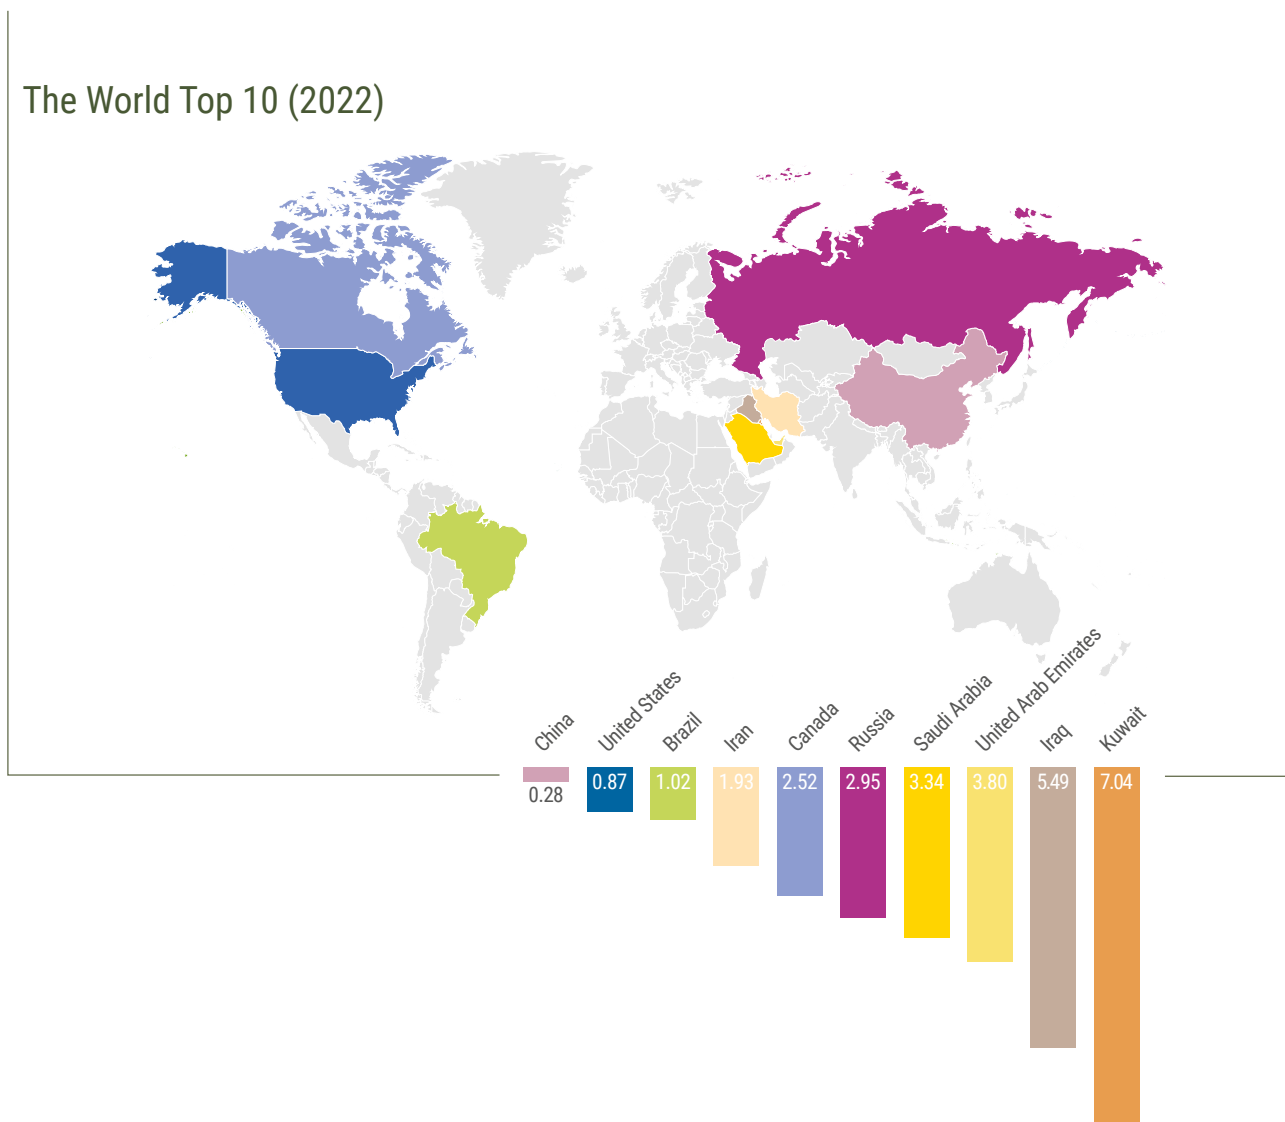 The World Top 10 (2022)
China
United States
Brazil
Iran
Canada
Russia
Saudi Arabia
United Arab Emirates
Iraq
Kuwait
0.28
0.87
1.02
1.93
2.52
2.95
3.34
3.80
5.49
7.04